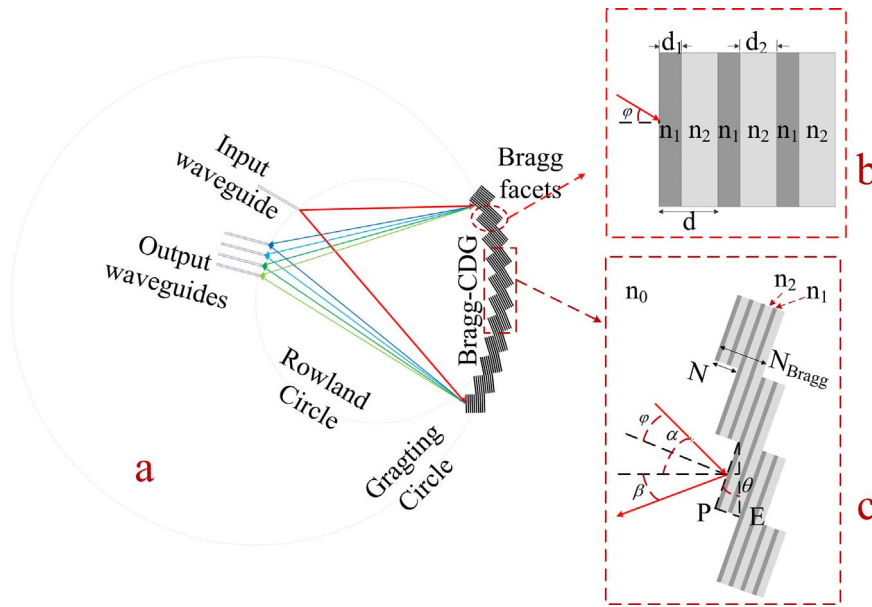 Input
waveguide
Output
waveguides
Bragg
facets
Bragg-CDG
Rowland
Circle
Gragting
Circle
a
d₁
d₂
φ
n₁ n₂ n₁ n₂ n₁ n₂
d
b
n₀
n₂
n₁
N_Bragg
N
φ
α
β
θ
P
E
c